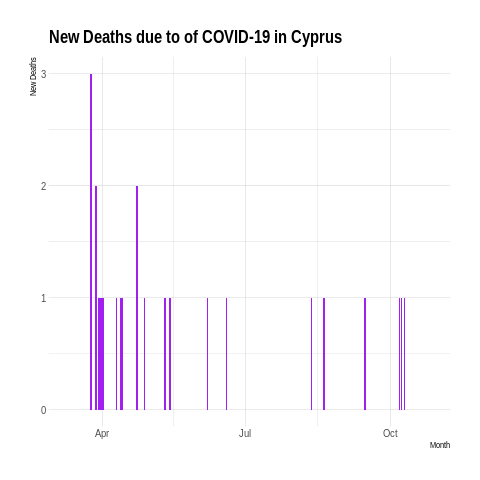 New Deaths due to of COVID-19 in Cyprus
New Deaths
3
2
1
0
Apr
Jul
Oct
Month